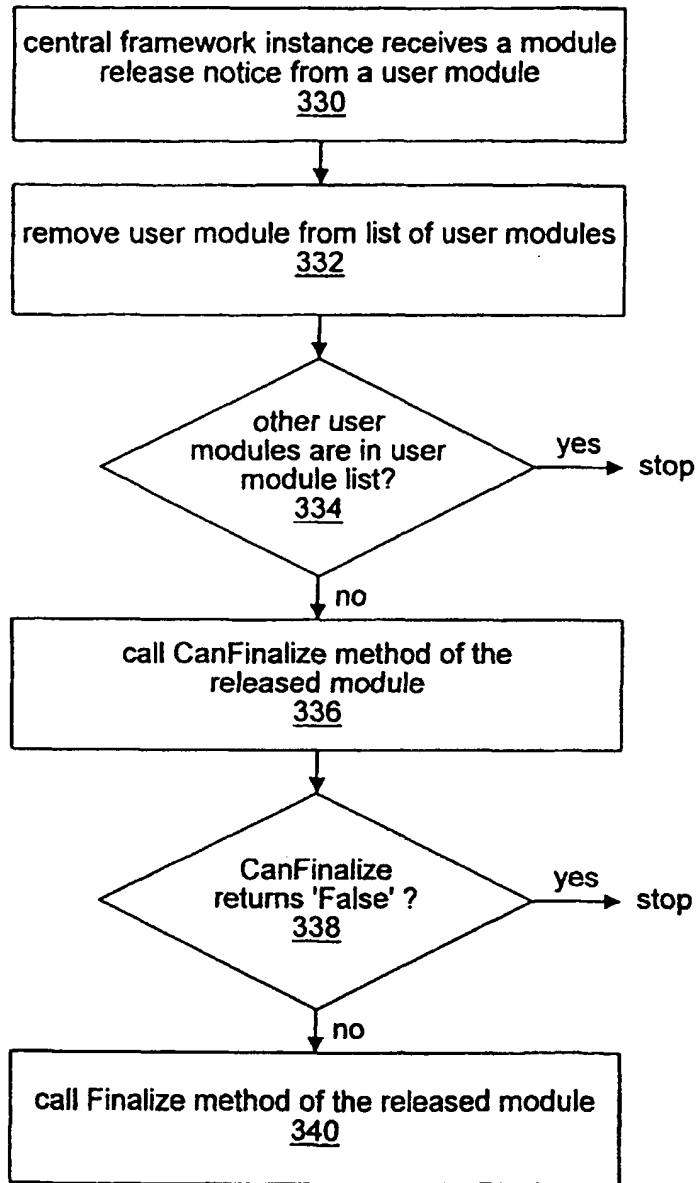 central framework instance receives a module
release notice from a user module
330
remove user module from list of user modules
332
other user
modules are in user
module list?
334
yes
stop
no
call CanFinalize method of the
released module
336
CanFinalize
returns 'False' ?
338
yes
stop
no
call Finalize method of the released module
340